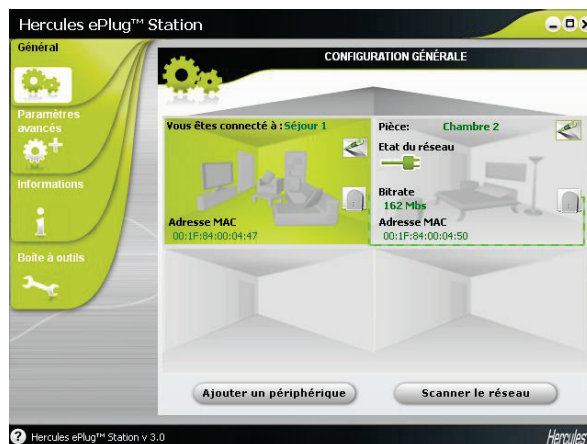 Hercules ePlug™ Station
Général
Paramètres
avancés
Informations
Boîte à outils
CONFIGURATION GÉNÉRALE
Vous êtes connecté à : Séjour 1
Adresse MAC
00:1F:84:00:04:47
Pièce: Chambre 2
Etat du réseau
Bitrate
162 Mbs
Adresse MAC
00:1F:84:00:04:50
Ajouter un périphérique
Scanner le réseau
Hercules ePlug™ Station v 3.0
Hercules